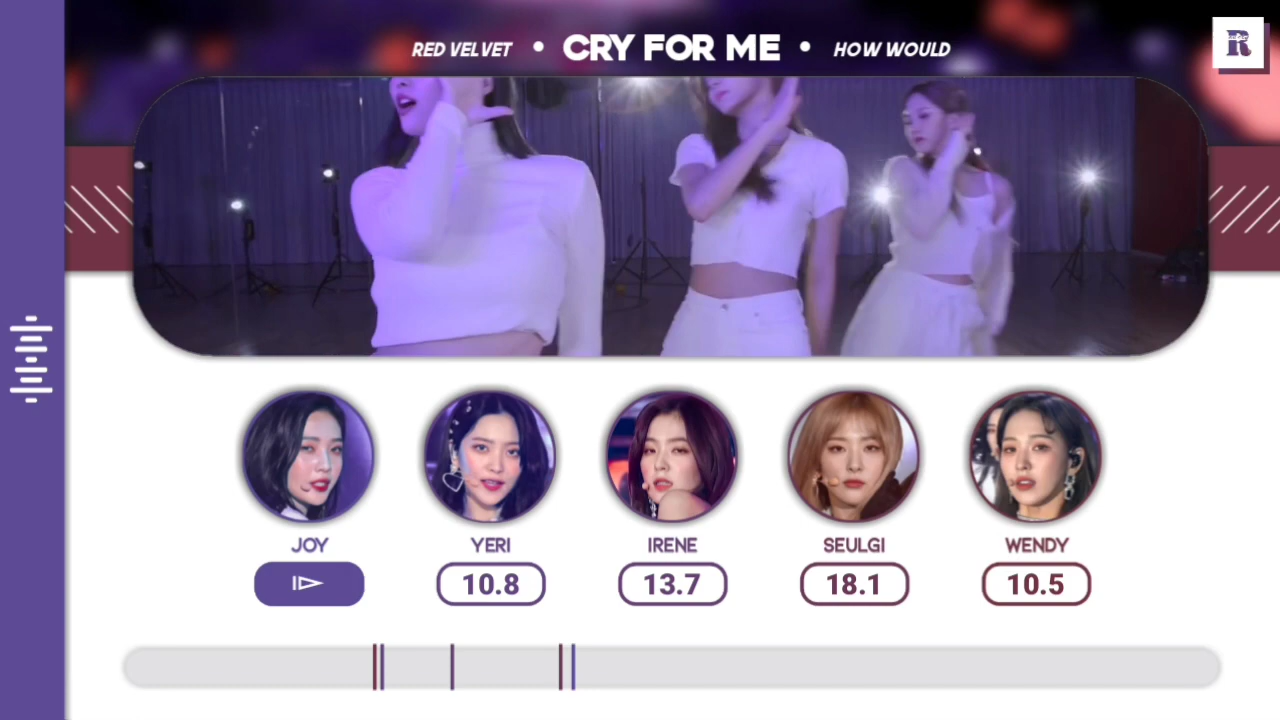 RED VELVET • CRY FOR ME • HOW WOULD
R
JOY YERI IRENE SEULGI WENDY
10.8 13.7 18.1 10.5